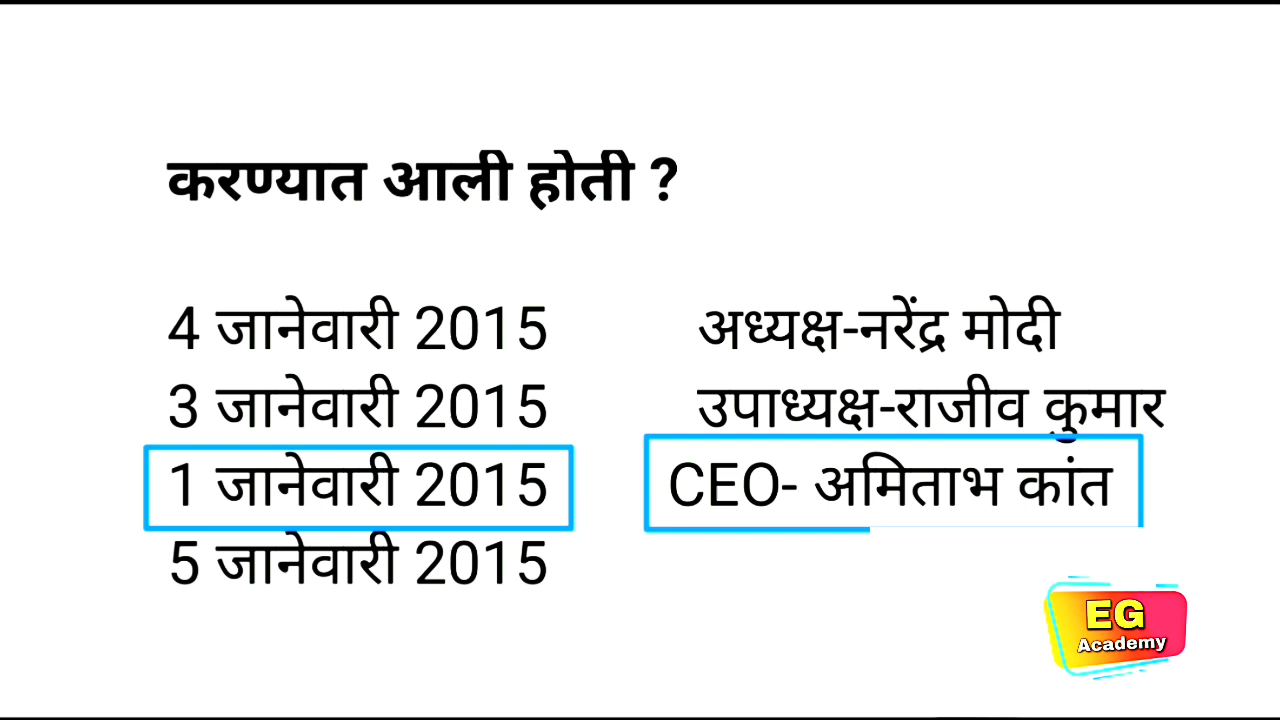 करण्यात आली होती ?
4 जानेवारी 2015
3 जानेवारी 2015
1 जानेवारी 2015
5 जानेवारी 2015
अध्यक्ष-नरेंद्र मोदी
उपाध्यक्ष-राजीव कुमार
CEO- अमिताभ कांत
EG
Academy